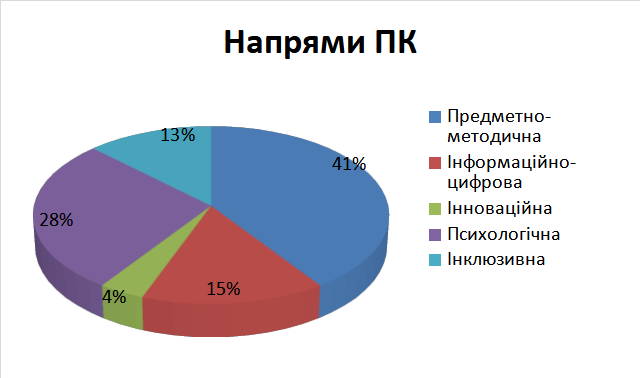 Напрями ПК
13%
41%
28%
15%
4%
Предметно-
методична
Інформаційно-
цифрова
Інноваційна
Психологічна
Інклюзивна